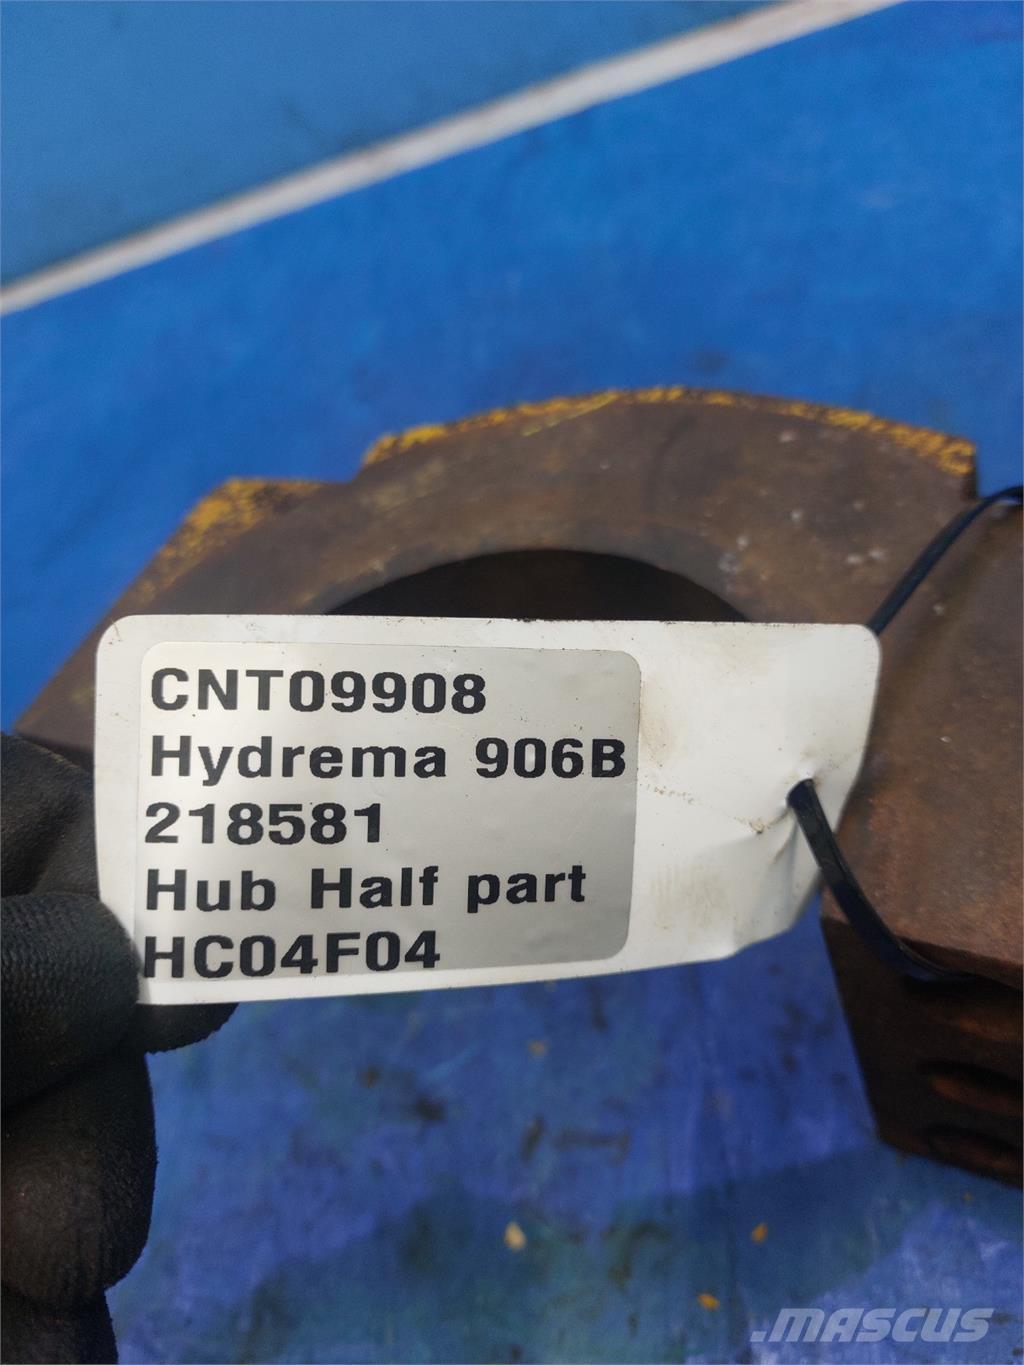 CNT09908
Hydrema 906B
218581
Hub Half part
HC04F04
.MASCUS